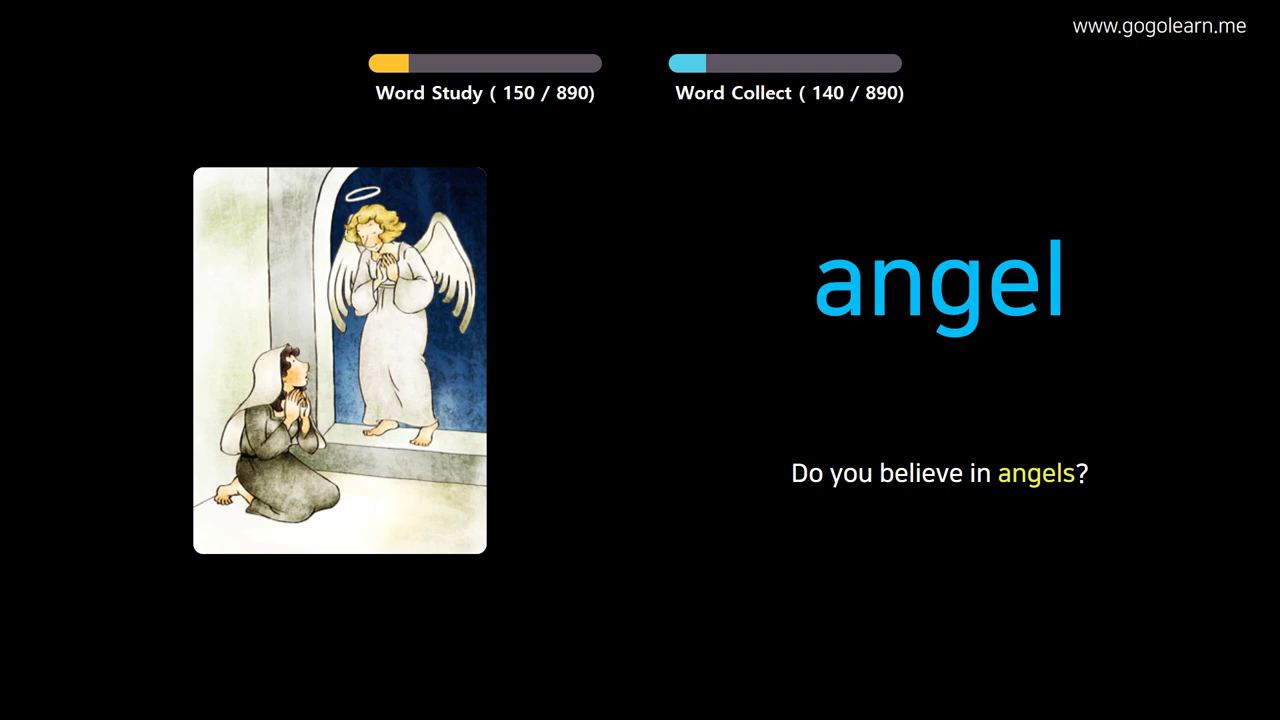 www.gogolearn.me
Word Study ( 150 / 890)
Word Collect ( 140 / 890)
angel
Do you believe in angels?